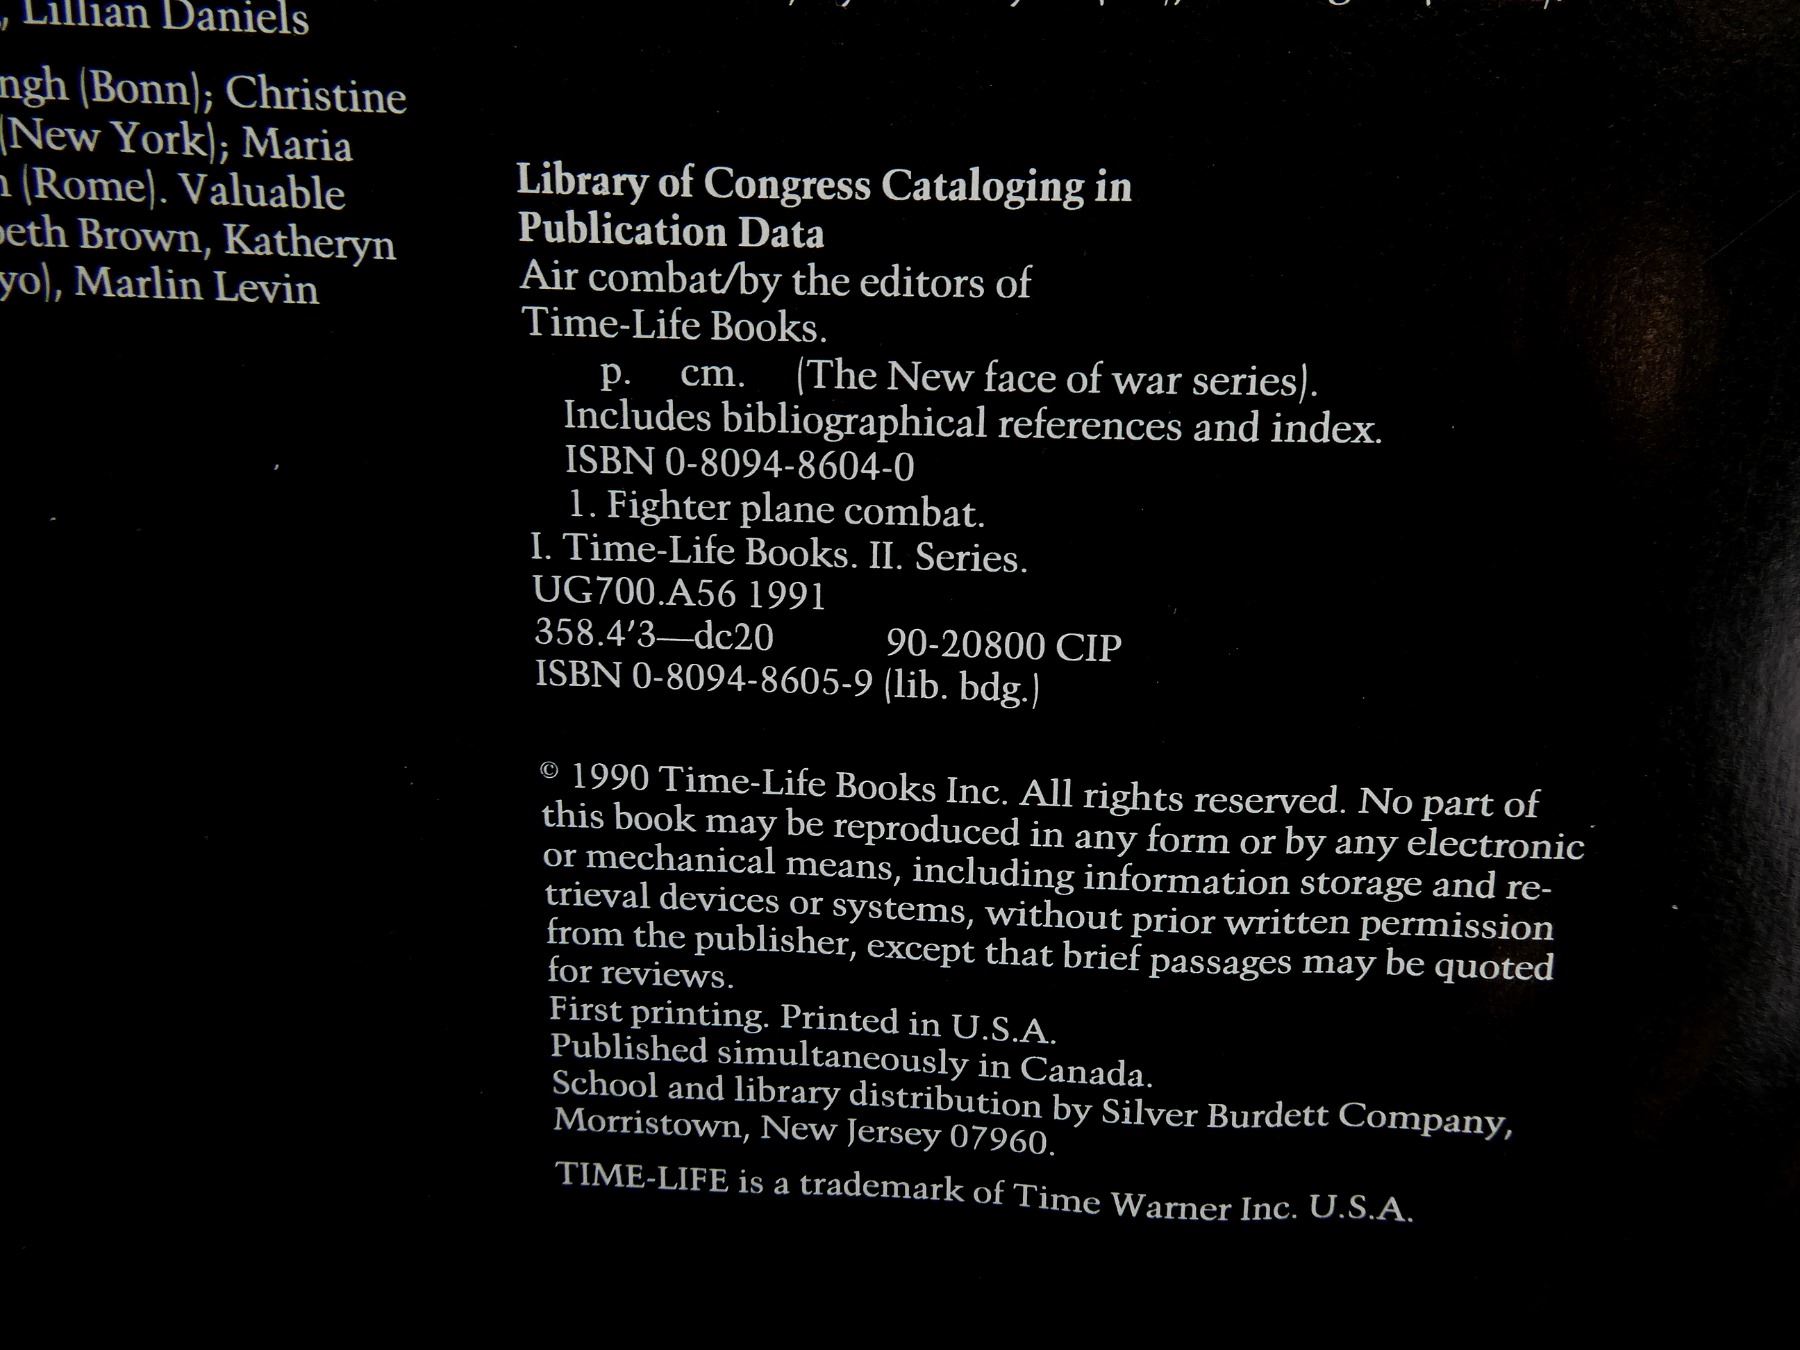 , Lillian Daniels
ngh (Bonn); Christine
(New York); Maria
(Rome). Valuable
beth Brown, Katheryn
yo), Marlin Levin
Library of Congress Cataloging in
Publication Data
Air combat/by the editors of
Time-Life Books.
p. cm. (The New face of war series).
Includes bibliographical references and index.
ISBN 0-8094-8604-0
1. Fighter plane combat.
I. Time-Life Books. II. Series.
UG700.A56 1991
358.4'3—dc20 90-20800 CIP
ISBN 0-8094-8605-9 (lib. bdg.)
© 1990 Time-Life Books Inc. All rights reserved. No part of
this book may be reproduced in any form or by any electronic
or mechanical means, including information storage and re-
trieval devices or systems, without prior written permission
from the publisher, except that brief passages may be quoted
for reviews.
First printing. Printed in U.S.A.
Published simultaneously in Canada.
School and library distribution by Silver Burdett Company,
Morristown, New Jersey 07960.
TIME-LIFE is a trademark of Time Warner Inc. U.S.A.